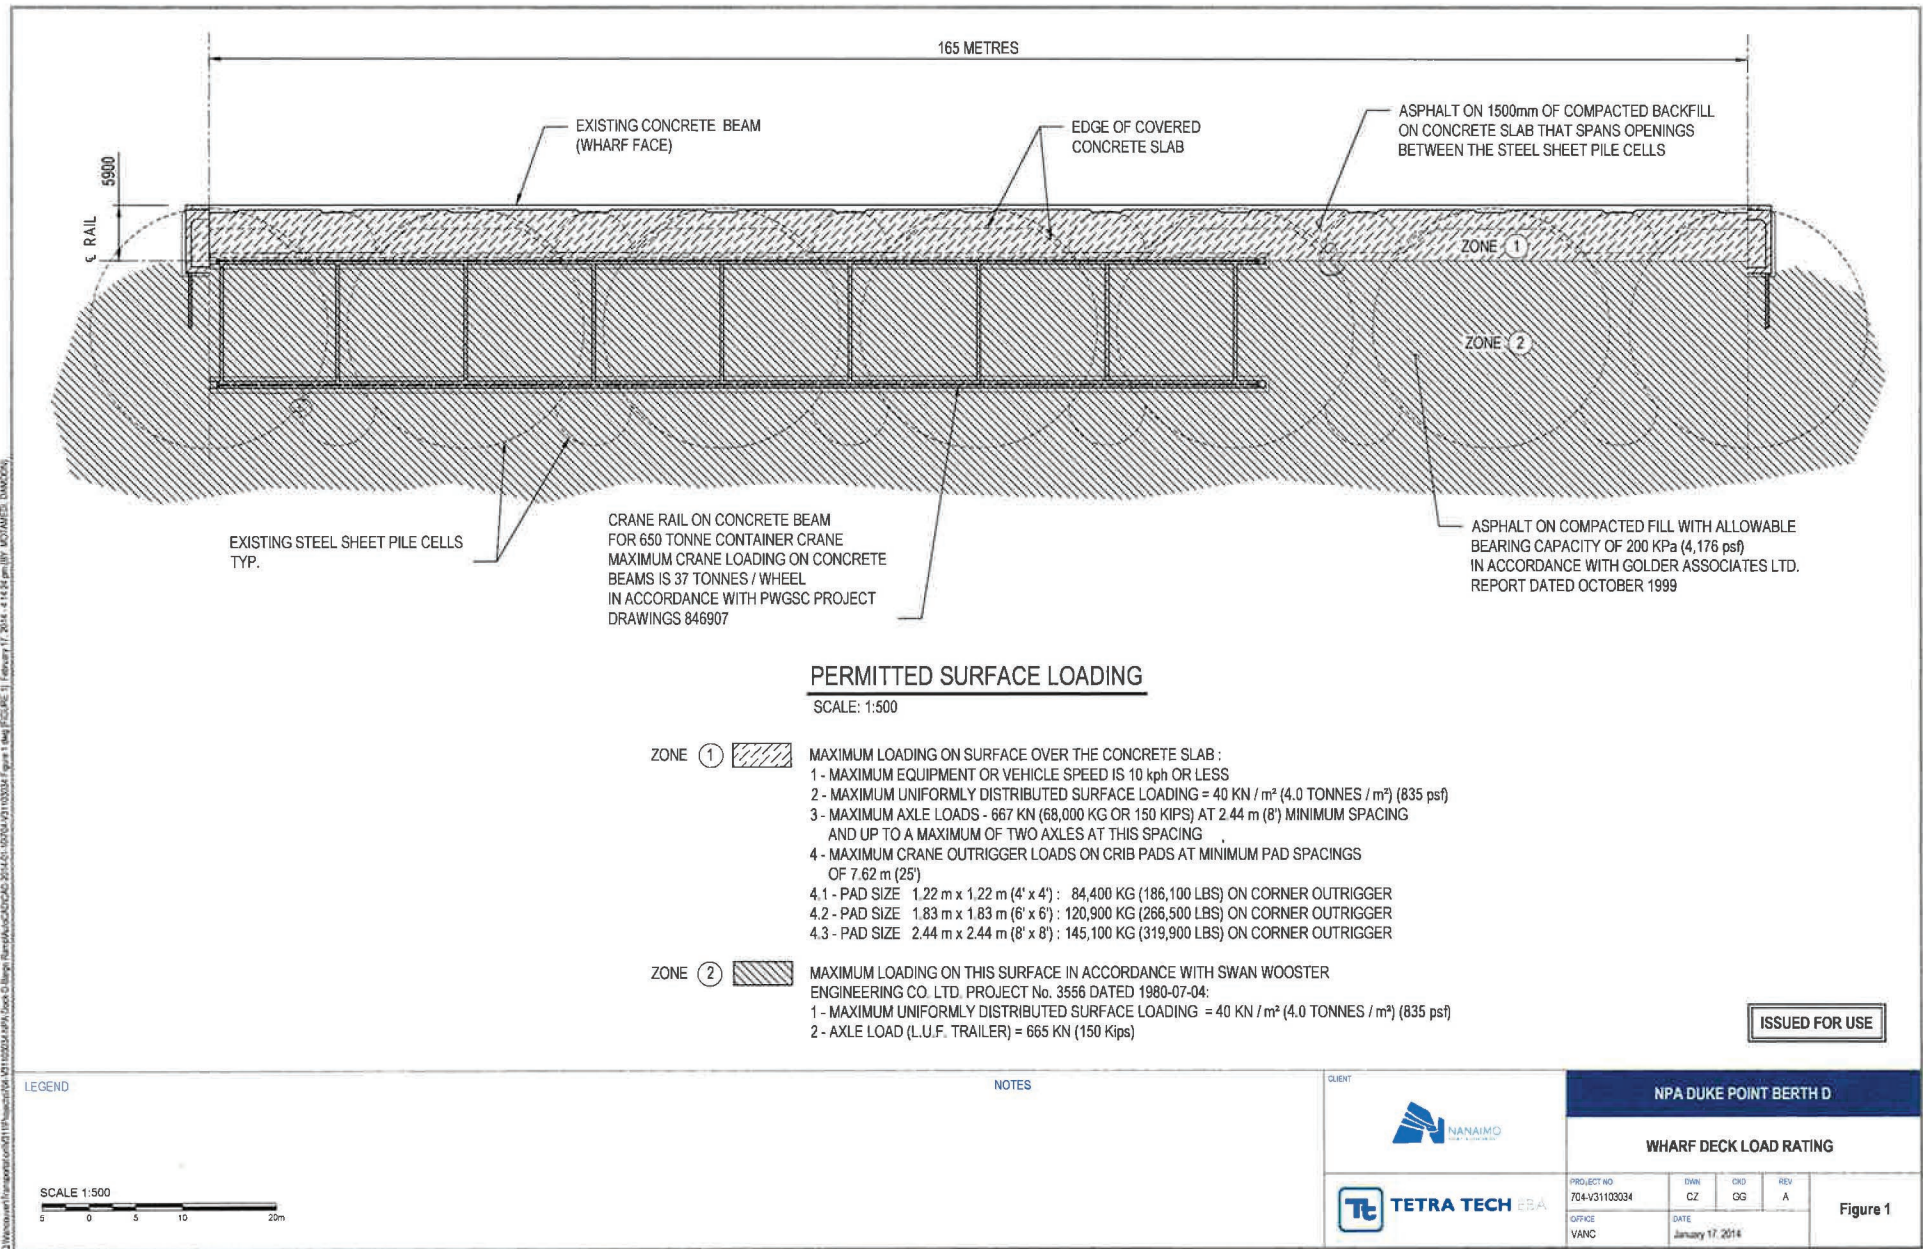 165 METRES
EXISTING CONCRETE BEAM
(WHARF FACE)
EDGE OF COVERED
CONCRETE SLAB
ASPHALT ON 1500mm OF COMPACTED BACKFILL
ON CONCRETE SLAB THAT SPANS OPENINGS
BETWEEN THE STEEL SHEET PILE CELLS
5900
℄ RAIL
ZONE 1
ZONE 2
EXISTING STEEL SHEET PILE CELLS
TYP.
CRANE RAIL ON CONCRETE BEAM
FOR 650 TONNE CONTAINER CRANE
MAXIMUM CRANE LOADING ON CONCRETE
BEAMS IS 37 TONNES / WHEEL
IN ACCORDANCE WITH PWGSC PROJECT
DRAWINGS 846907
ASPHALT ON COMPACTED FILL WITH ALLOWABLE
BEARING CAPACITY OF 200 KPa (4,176 psf)
IN ACCORDANCE WITH GOLDER ASSOCIATES LTD.
REPORT DATED OCTOBER 1999
PERMITTED SURFACE LOADING
SCALE: 1:500
ZONE 1 MAXIMUM LOADING ON SURFACE OVER THE CONCRETE SLAB :
1 - MAXIMUM EQUIPMENT OR VEHICLE SPEED IS 10 kph OR LESS
2 - MAXIMUM UNIFORMLY DISTRIBUTED SURFACE LOADING = 40 KN / m² (4.0 TONNES / m²) (835 psf)
3 - MAXIMUM AXLE LOADS - 667 KN (68,000 KG OR 150 KIPS) AT 2.44 m (8') MINIMUM SPACING
AND UP TO A MAXIMUM OF TWO AXLES AT THIS SPACING
4 - MAXIMUM CRANE OUTRIGGER LOADS ON CRIB PADS AT MINIMUM PAD SPACINGS
OF 7.62 m (25')
4.1 - PAD SIZE 1.22 m x 1.22 m (4' x 4') : 84,400 KG (186,100 LBS) ON CORNER OUTRIGGER
4.2 - PAD SIZE 1.83 m x 1.83 m (6' x 6') : 120,900 KG (266,500 LBS) ON CORNER OUTRIGGER
4.3 - PAD SIZE 2.44 m x 2.44 m (8' x 8') : 145,100 KG (319,900 LBS) ON CORNER OUTRIGGER
ZONE 2 MAXIMUM LOADING ON THIS SURFACE IN ACCORDANCE WITH SWAN WOOSTER
ENGINEERING CO. LTD. PROJECT No. 3556 DATED 1980-07-04:
1 - MAXIMUM UNIFORMLY DISTRIBUTED SURFACE LOADING = 40 KN / m² (4.0 TONNES / m²) (835 psf)
2 - AXLE LOAD (L.U.F. TRAILER) = 665 KN (150 Kips)
ISSUED FOR USE
LEGEND
NOTES
SCALE 1:500
5 0 5 10 20m
CLIENT
NANAIMO
TETRA TECH EBA
NPA DUKE POINT BERTH D
WHARF DECK LOAD RATING
PROJECT NO
704-V31103034
DWN
CZ
CKD
GG
REV
A
OFFICE
VANC
DATE
January 17, 2014
Figure 1